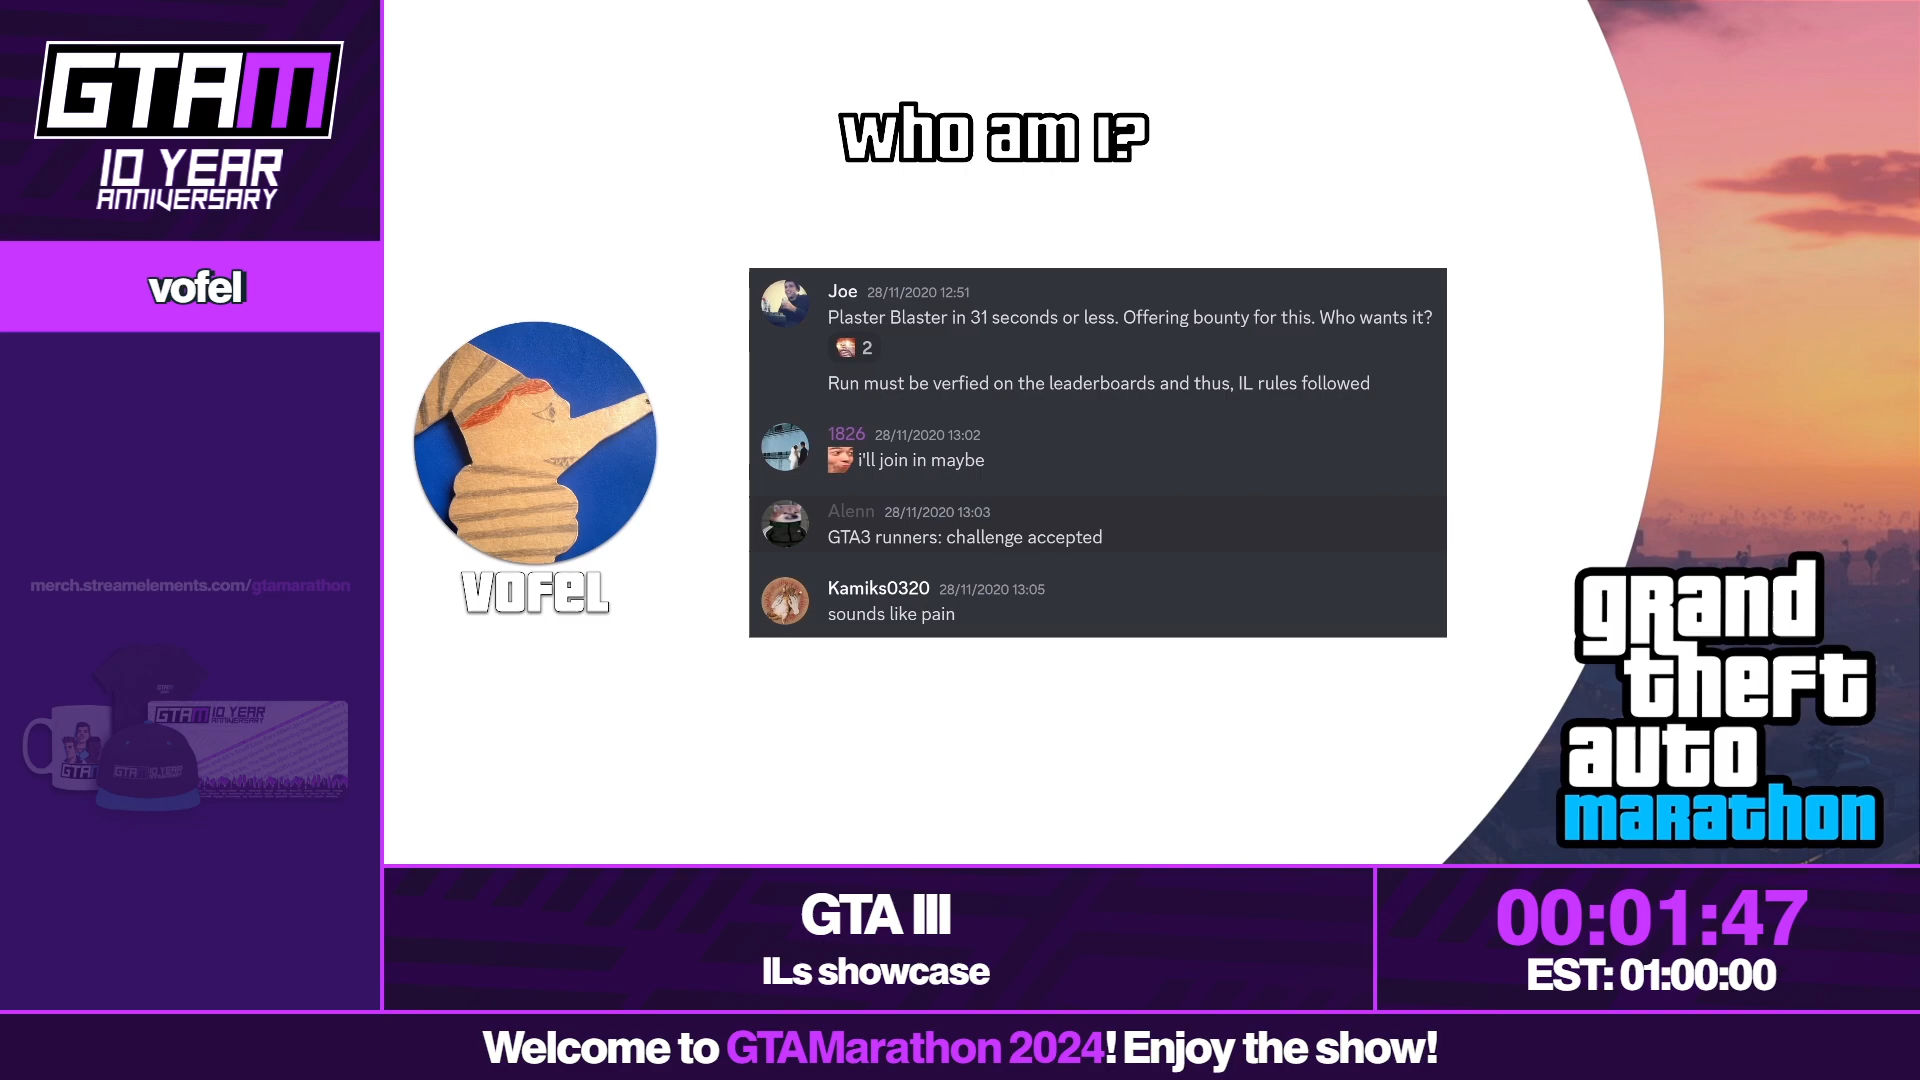 GTAM
10 YEAR
ANNIVERSARY
vofel
merch.streamelements.com/gtamarathon
GTAM 10 YEAR
ANNIVERSARY
who am I?
VOFEL
Joe 28/11/2020 12:51
Plaster Blaster in 31 seconds or less. Offering bounty for this. Who wants it?
2
Run must be verfied on the leaderboards and thus, IL rules followed
1826 28/11/2020 13:02
i'll join in maybe
Alenn 28/11/2020 13:03
GTA3 runners: challenge accepted
Kamiks0320 28/11/2020 13:05
sounds like pain
grand
theft
auto
marathon
GTA III
ILs showcase
00:01:47
EST: 01:00:00
Welcome to GTAMarathon 2024! Enjoy the show!